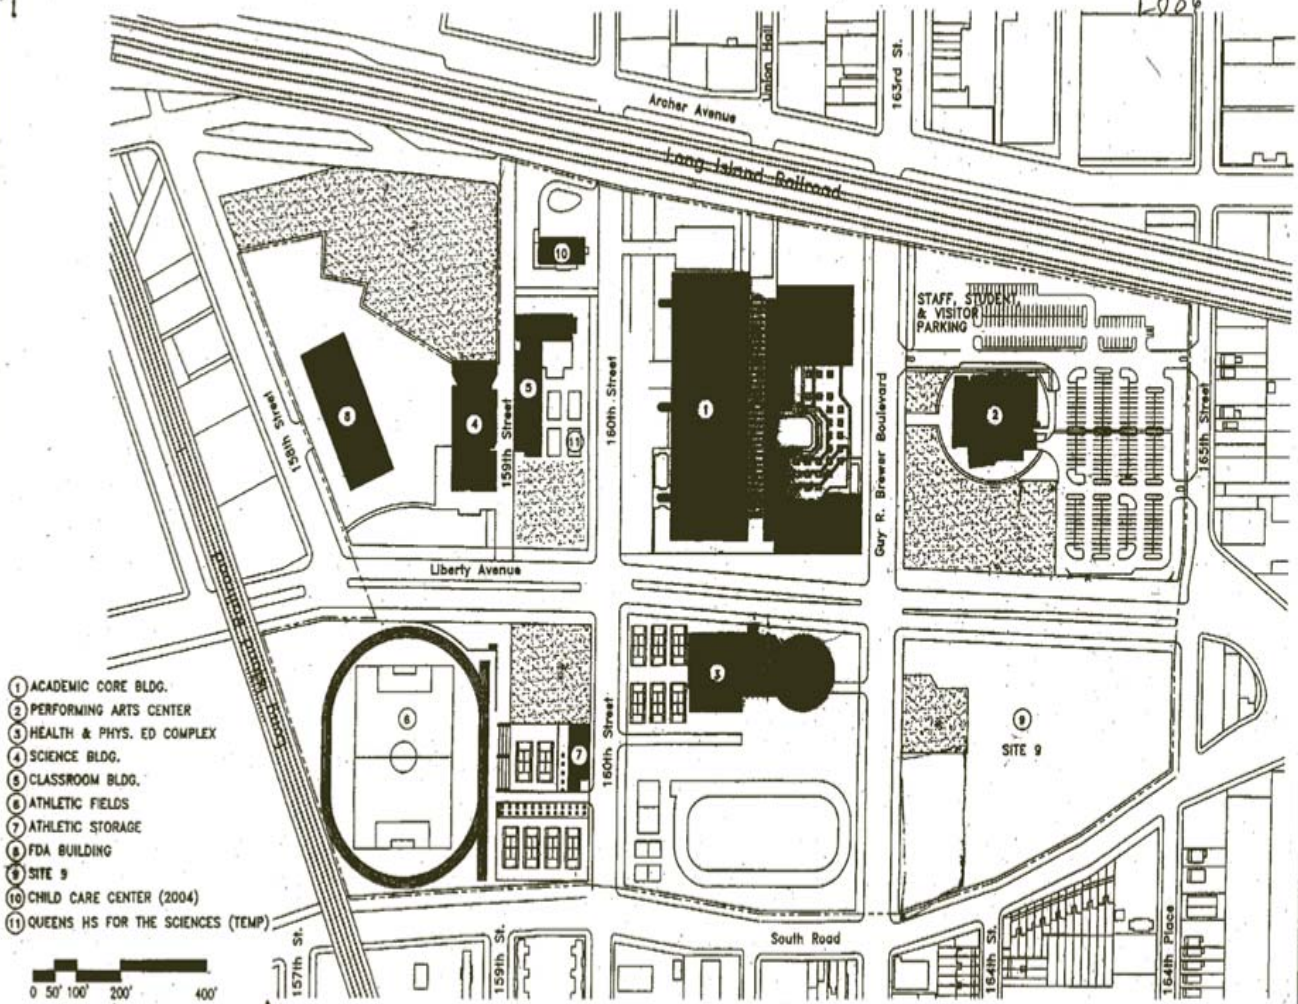 Archer Avenue
Union Hall
163rd St.
Long Island Railroad
10
STAFF, STUDENT,
& VISITOR
PARKING
158th Street
8
4
159th Street
5
11
160th Street
1
Guy R. Brewer Boulevard
2
165th Street
Liberty Avenue
6
7
160th Street
3
9
SITE 9
1 ACADEMIC CORE BLDG.
2 PERFORMING ARTS CENTER
3 HEALTH & PHYS. ED COMPLEX
4 SCIENCE BLDG.
5 CLASSROOM BLDG.
6 ATHLETIC FIELDS
7 ATHLETIC STORAGE
8 FDA BUILDING
9 SITE 9
10 CHILD CARE CENTER (2004)
11 QUEENS HS FOR THE SCIENCES (TEMP)
South Road
157th St.
159th St.
164th St.
164th Place
0 50' 100' 200' 400'